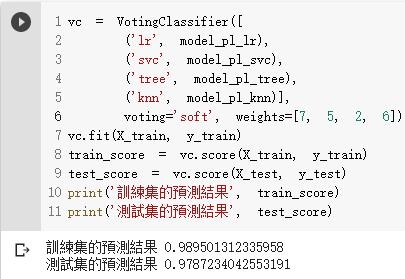 1 vc = VotingClassifier([
2 ('lr', model_pl_lr),
3 ('svc', model_pl_svc),
4 ('tree', model_pl_tree),
5 ('knn', model_pl_knn)],
6 voting='soft', weights=[7, 5, 2, 6])
7 vc.fit(X_train, y_train)
8 train_score = vc.score(X_train, y_train)
9 test_score = vc.score(X_test, y_test)
10 print('訓練集的預測結果', train_score)
11 print('測試集的預測結果', test_score)
訓練集的預測結果 0.989501312335958
測試集的預測結果 0.9787234042553191